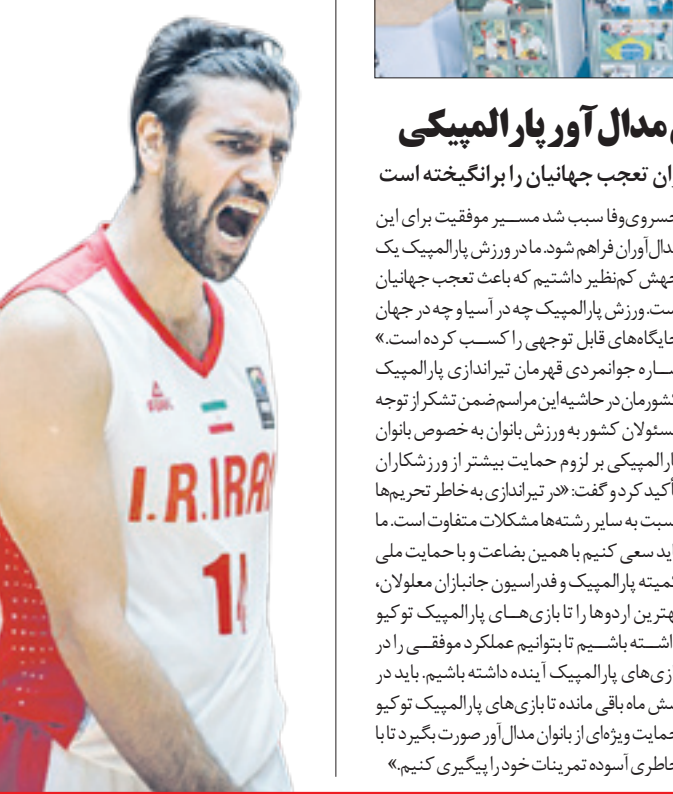 مدال‌آور پارالمپیکی
تعجب جهانیان را برانگیخته است
خسروی‌وفا سبب شد مسیر موفقیت برای این
مدال‌آوران فراهم شود. ما در ورزش پارالمپیک یک
جهش کم‌نظیر داشتیم که باعث تعجب جهانیان
است. ورزش پارالمپیک چه در آسیا و چه در جهان
جایگاه‌های قابل توجهی را کسب کرده است.»
ساره جوانمردی قهرمان تیراندازی پارالمپیک
کشورمان در حاشیه این مراسم ضمن تشکر از توجه
مسئولان کشور به ورزش بانوان به خصوص بانوان
پارالمپیکی بر لزوم حمایت بیشتر از ورزشکاران
تأکید کرد و گفت: «در تیراندازی به خاطر تحریم‌ها
نسبت به سایر رشته‌ها مشکلات متفاوت است. ما
باید سعی کنیم با همین بضاعت و با حمایت ملی
کمیته پارالمپیک و فدراسیون جانبازان معلولان،
بهترین اردوها را تا بازی‌های پارالمپیک توکیو
داشته باشیم تا بتوانیم عملکرد موفقی را در
بازی‌های پارالمپیک آینده داشته باشیم. باید در
شش ماه باقی مانده تا بازی‌های پارالمپیک توکیو
حمایت ویژه‌ای از بانوان مدال‌آور صورت بگیرد تا با
خاطری آسوده تمرینات خود را پیگیری کنیم.»
I.R.IRAN
14